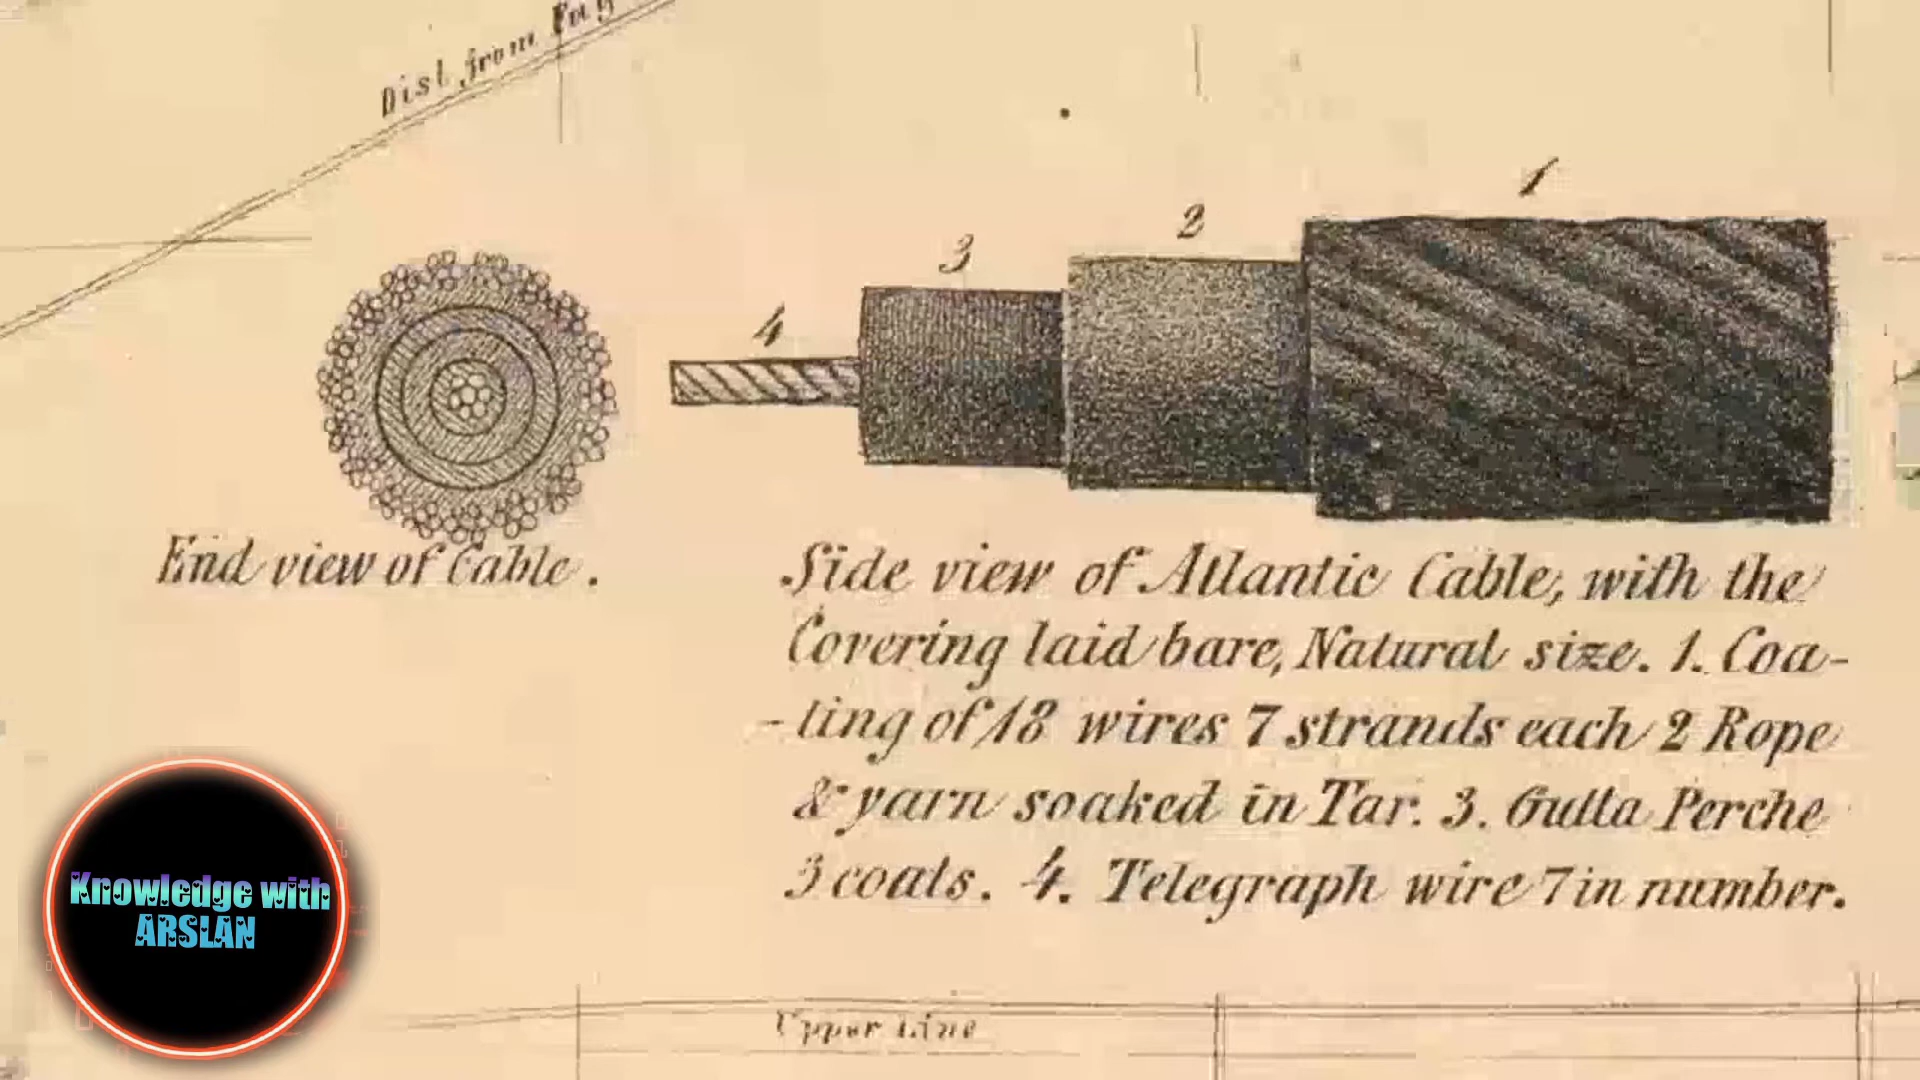 Dist from
1
2
3
4
End view of Cable.
Side view of Atlantic Cable, with the
Covering laid bare, Natural size. 1. Coa-
-ting of 18 wires 7 strands each 2 Rope
& yarn soaked in Tar. 3. Gutta Perche
3 coats. 4. Telegraph wire 7 in number.
Knowledge with
ARSLAN
Upper Line